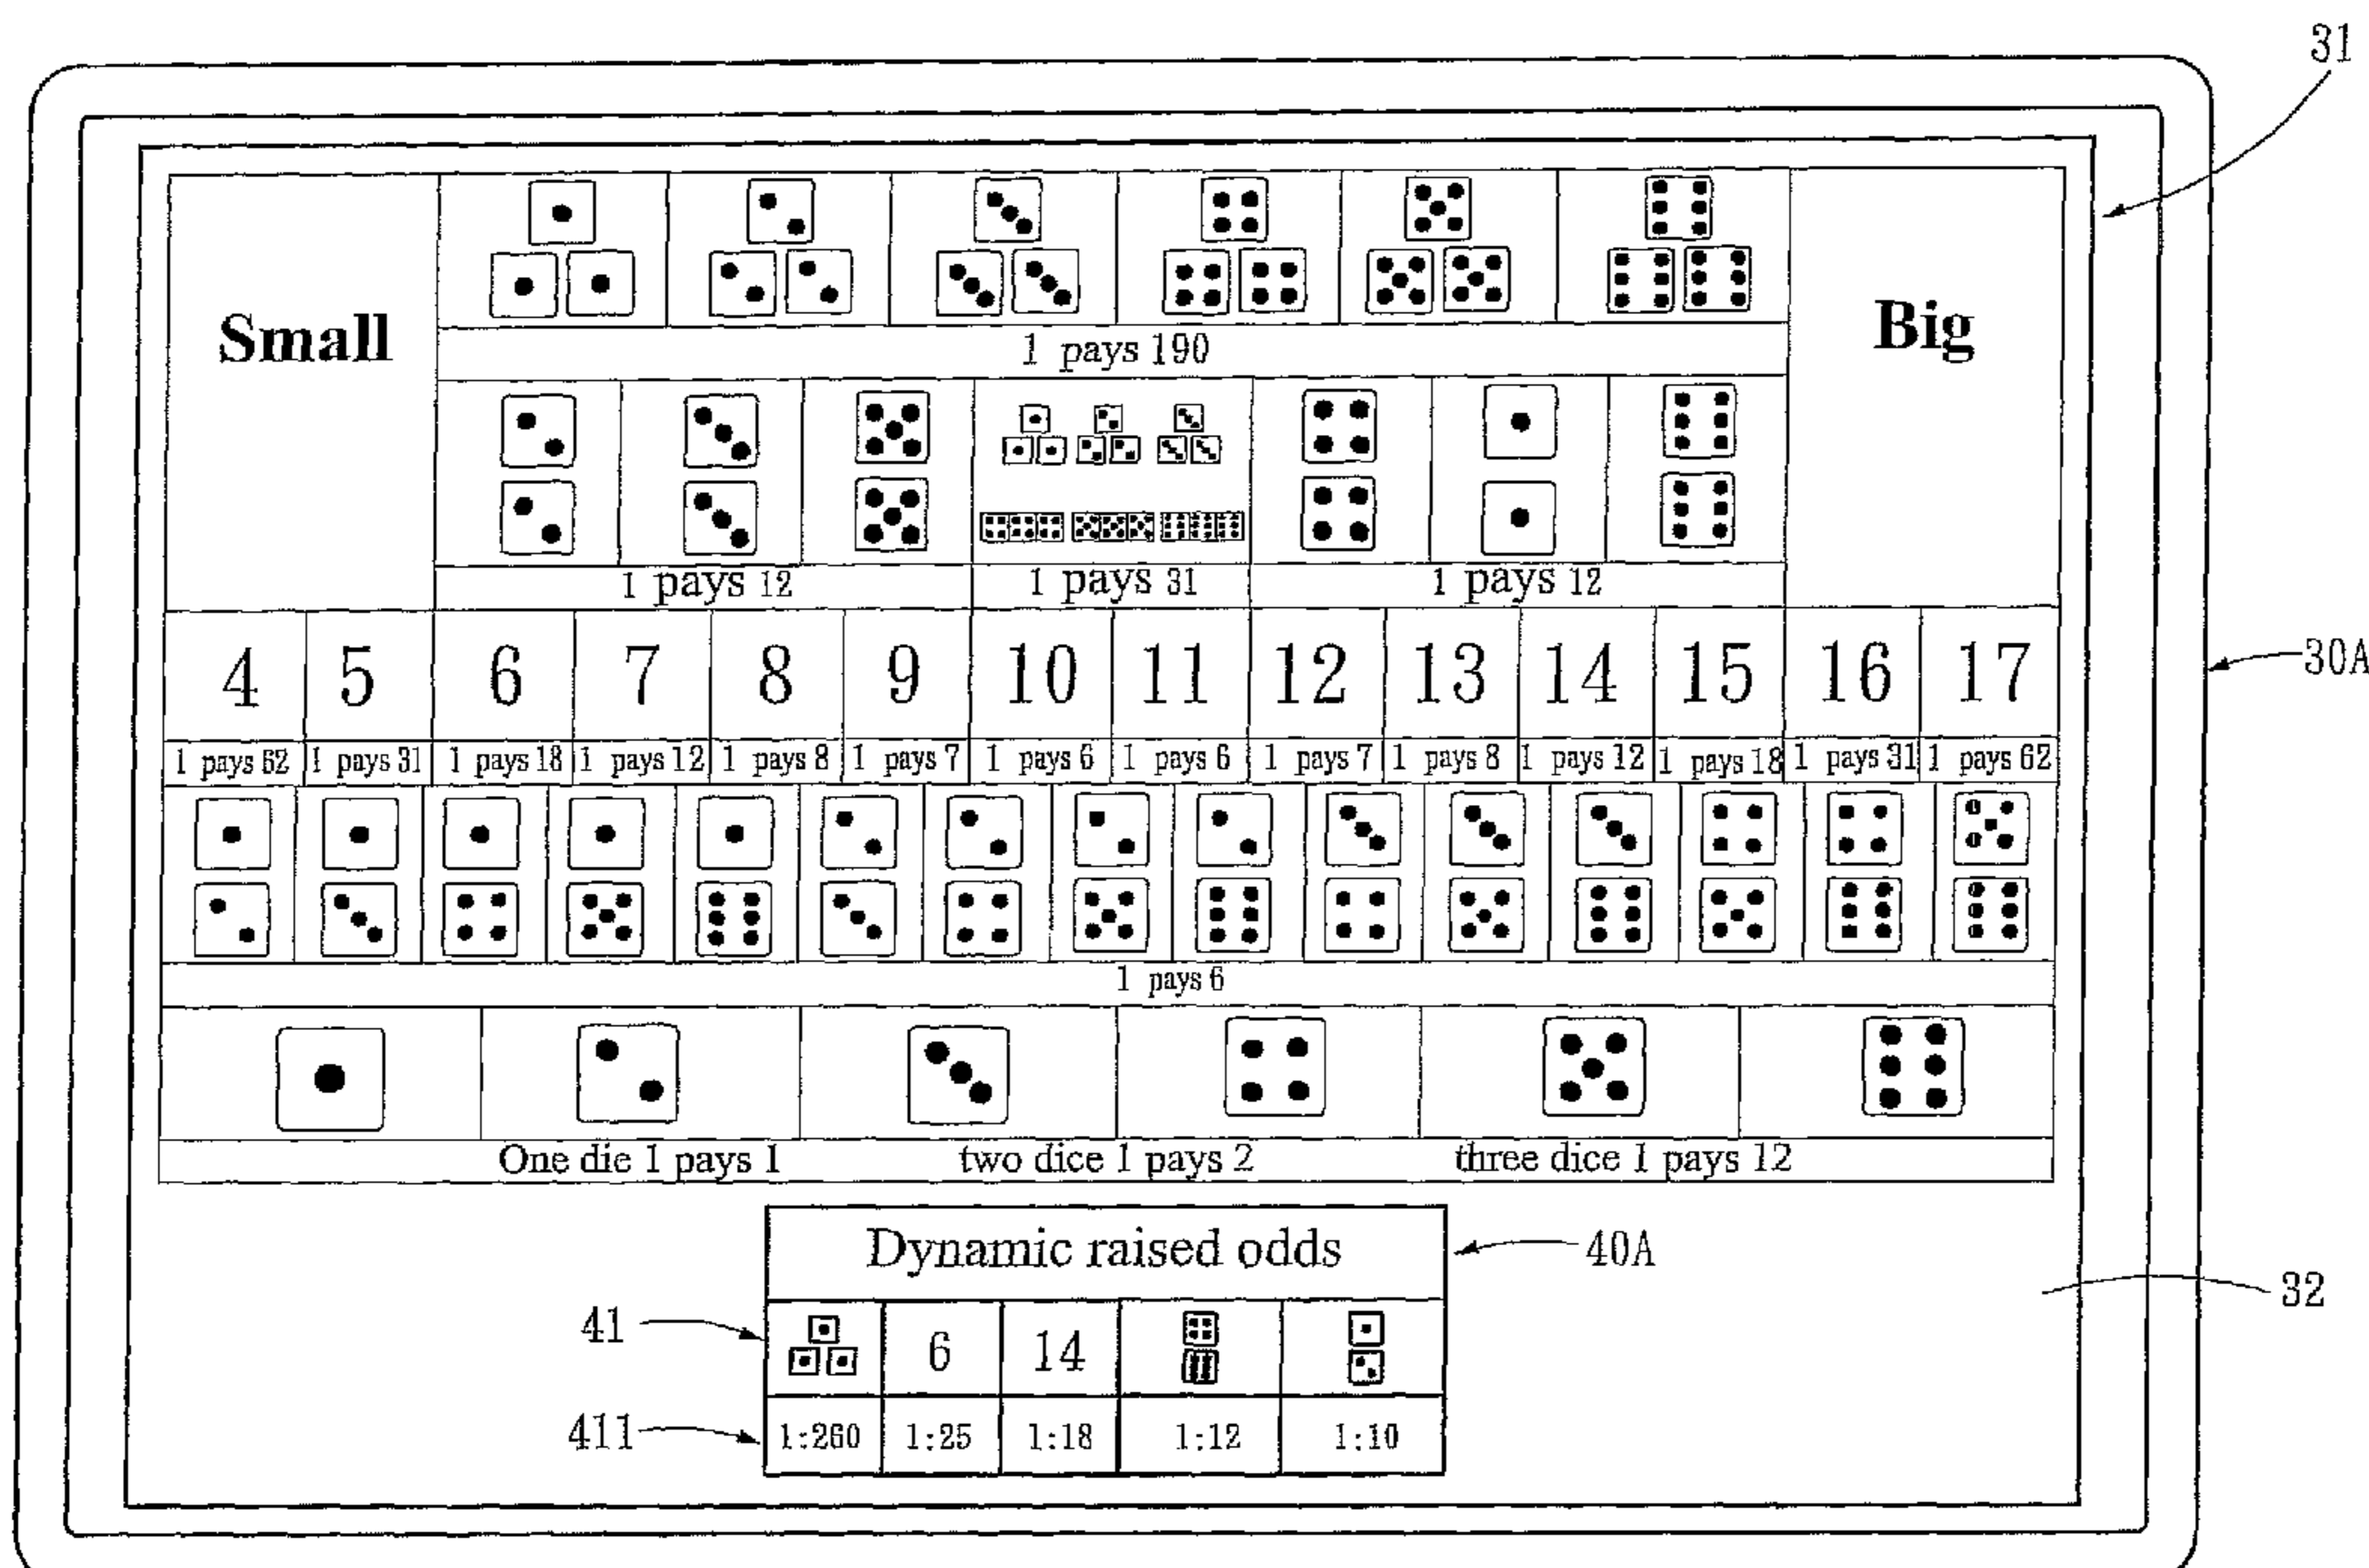 31
Small
Big
1 pays 190
1 pays 12
1 pays 31
1 pays 12
4 5 6 7 8 9 10 11 12 13 14 15 16 17
30A
1 pays 62 1 pays 31 1 pays 18 1 pays 12 1 pays 8 1 pays 7 1 pays 6 1 pays 6 1 pays 7 1 pays 8 1 pays 12 1 pays 18 1 pays 31 1 pays 62
1 pays 6
One die 1 pays 1 two dice 1 pays 2 three dice 1 pays 12
Dynamic raised odds
40A
32
41
6 14
411
1:260 1:25 1:18 1:12 1:10